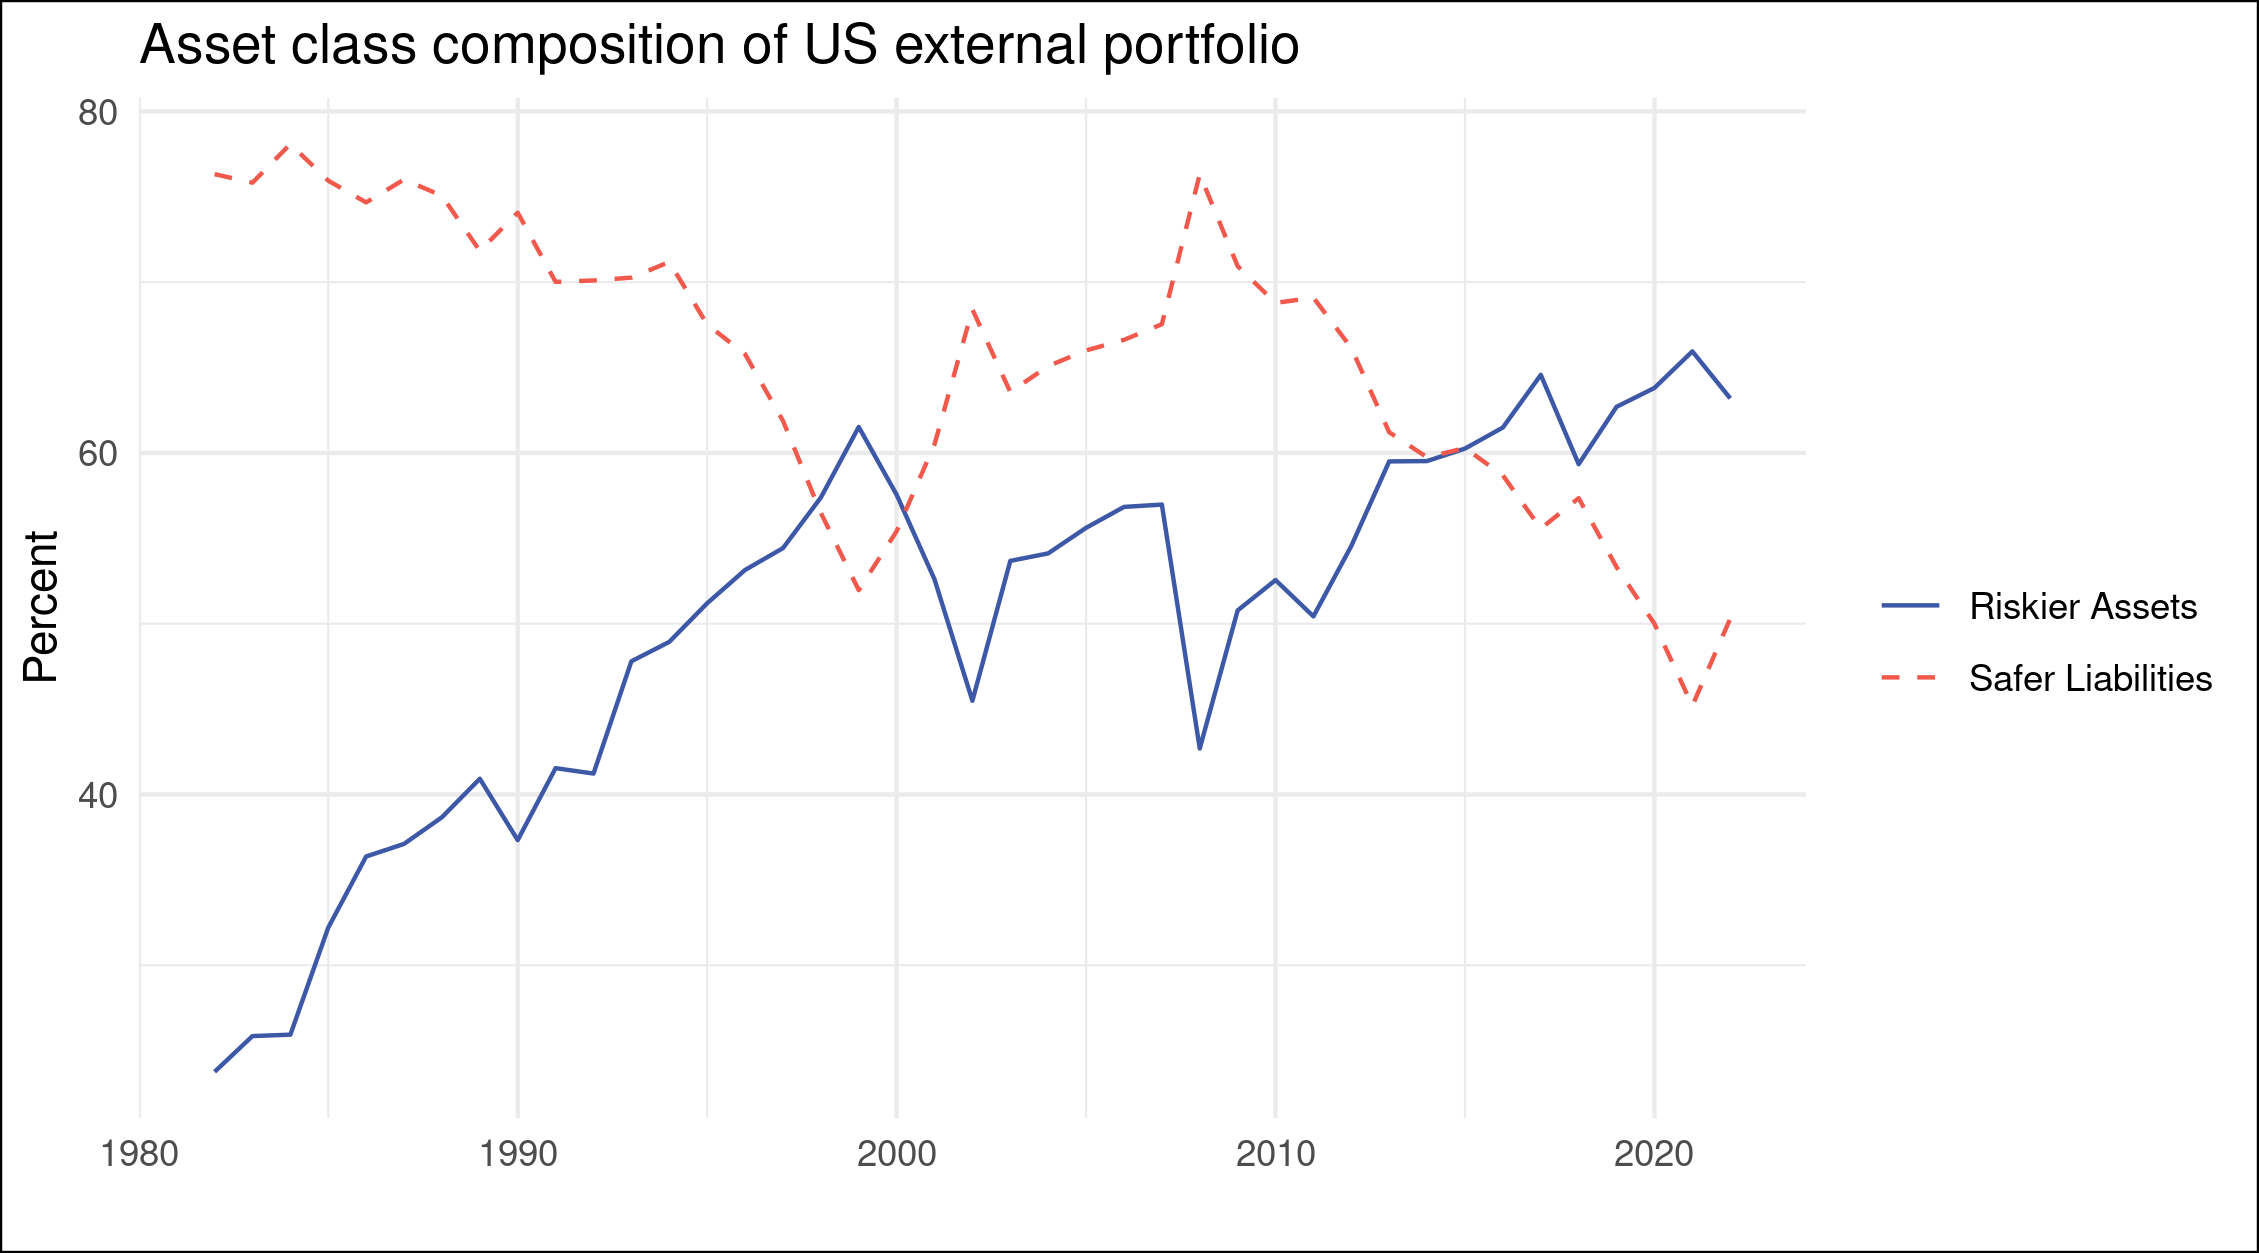 Asset class composition of US external portfolio
Percent
80
60
40
1980 1990 2000 2010 2020
Riskier Assets
Safer Liabilities